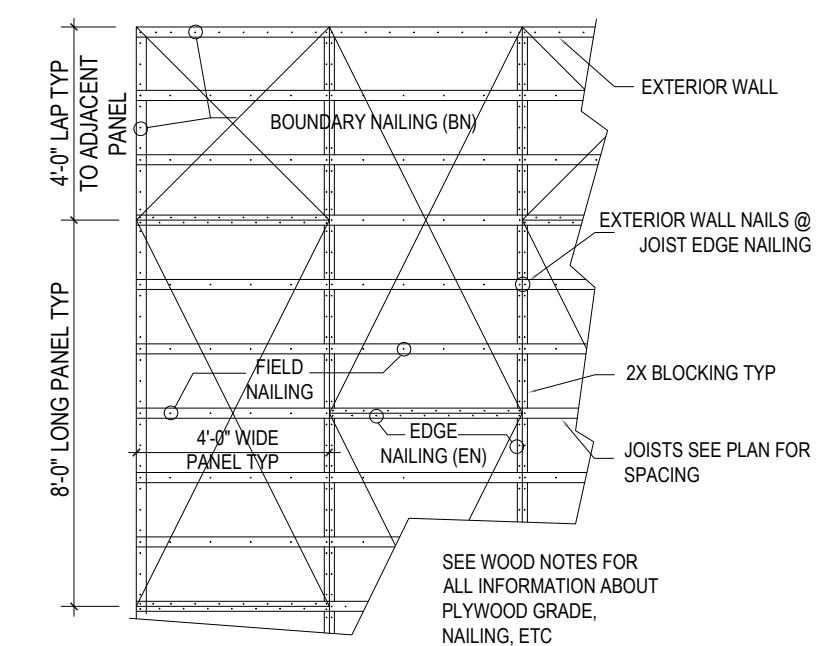 4'-0" LAP TYP
TO ADJACENT
PANEL
EXTERIOR WALL
BOUNDARY NAILING (BN)
EXTERIOR WALL NAILS @
JOIST EDGE NAILING
8'-0" LONG PANEL TYP
FIELD
NAILING
2X BLOCKING TYP
4'-0" WIDE
PANEL TYP
EDGE
NAILING (EN)
JOISTS SEE PLAN FOR
SPACING
SEE WOOD NOTES FOR
ALL INFORMATION ABOUT
PLYWOOD GRADE,
NAILING, ETC